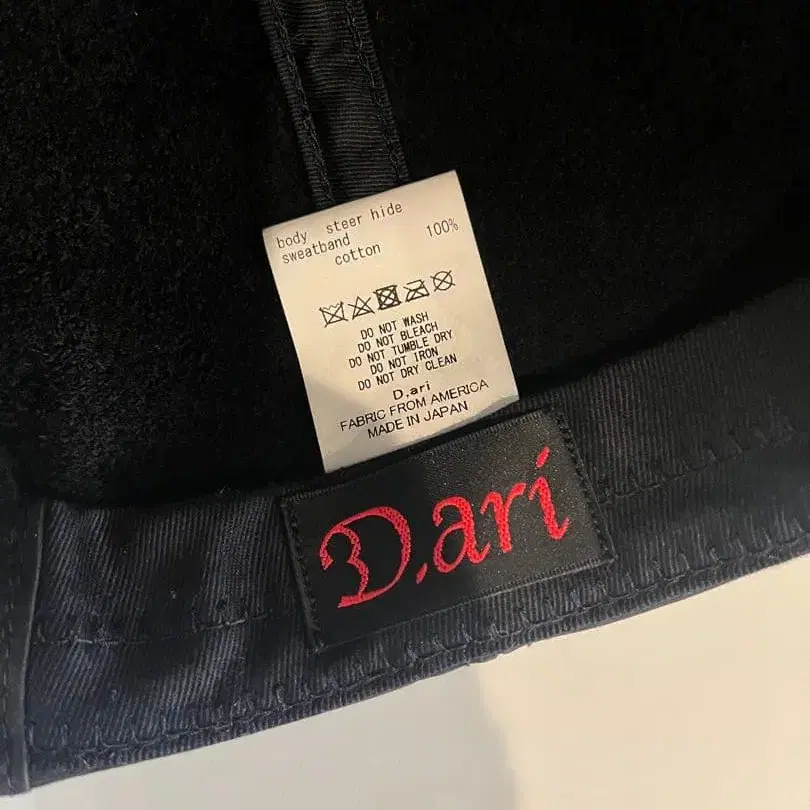 body steer hide
sweatband
cotton 100%
DO NOT WASH
DO NOT BLEACH
DO NOT TUMBLE DRY
DO NOT IRON
DO NOT DRY CLEAN
D.ari
FABRIC FROM AMERICA
MADE IN JAPAN
D.ari